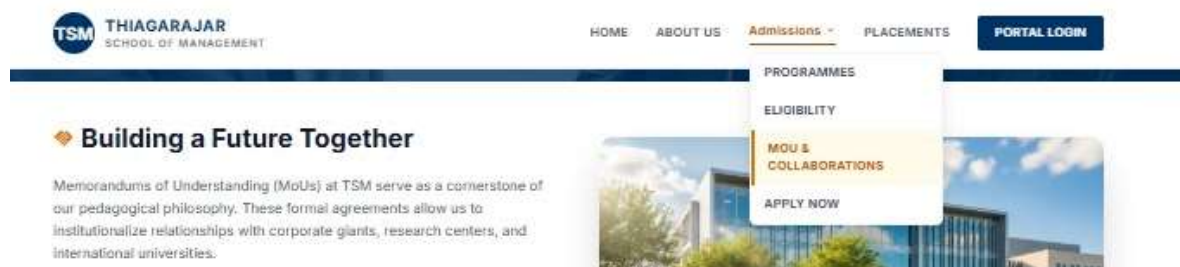 TSM
THIAGARAJAR
SCHOOL OF MANAGEMENT
HOME
ABOUT US
Admissions
PLACEMENTS
PORTAL LOGIN
PROGRAMMES
ELIGIBILITY
MOU &
COLLABORATIONS
APPLY NOW
Building a Future Together
Memorandums of Understanding (MoUs) at TSM serve as a cornerstone of
our pedagogical philosophy. These formal agreements allow us to
institutionalize relationships with corporate giants, research centers, and
international universities.